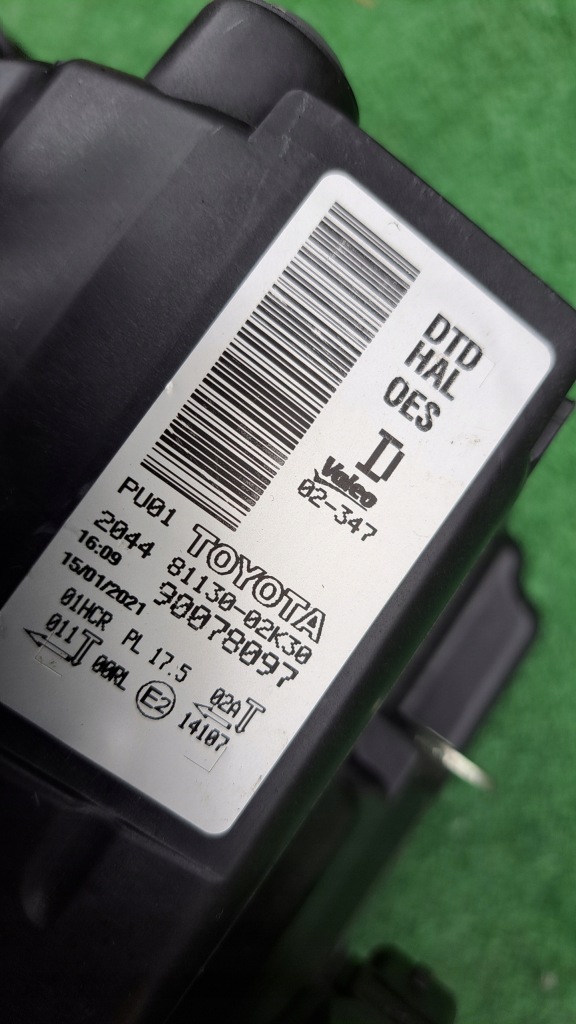 DTD
HAL
OES
D
Valeo
02-347
PU01 TOYOTA
2044 81130-02K30
16:09 90078097
15/01/2021
01HCR PL 17.5 02A
011 00RL E2 14107